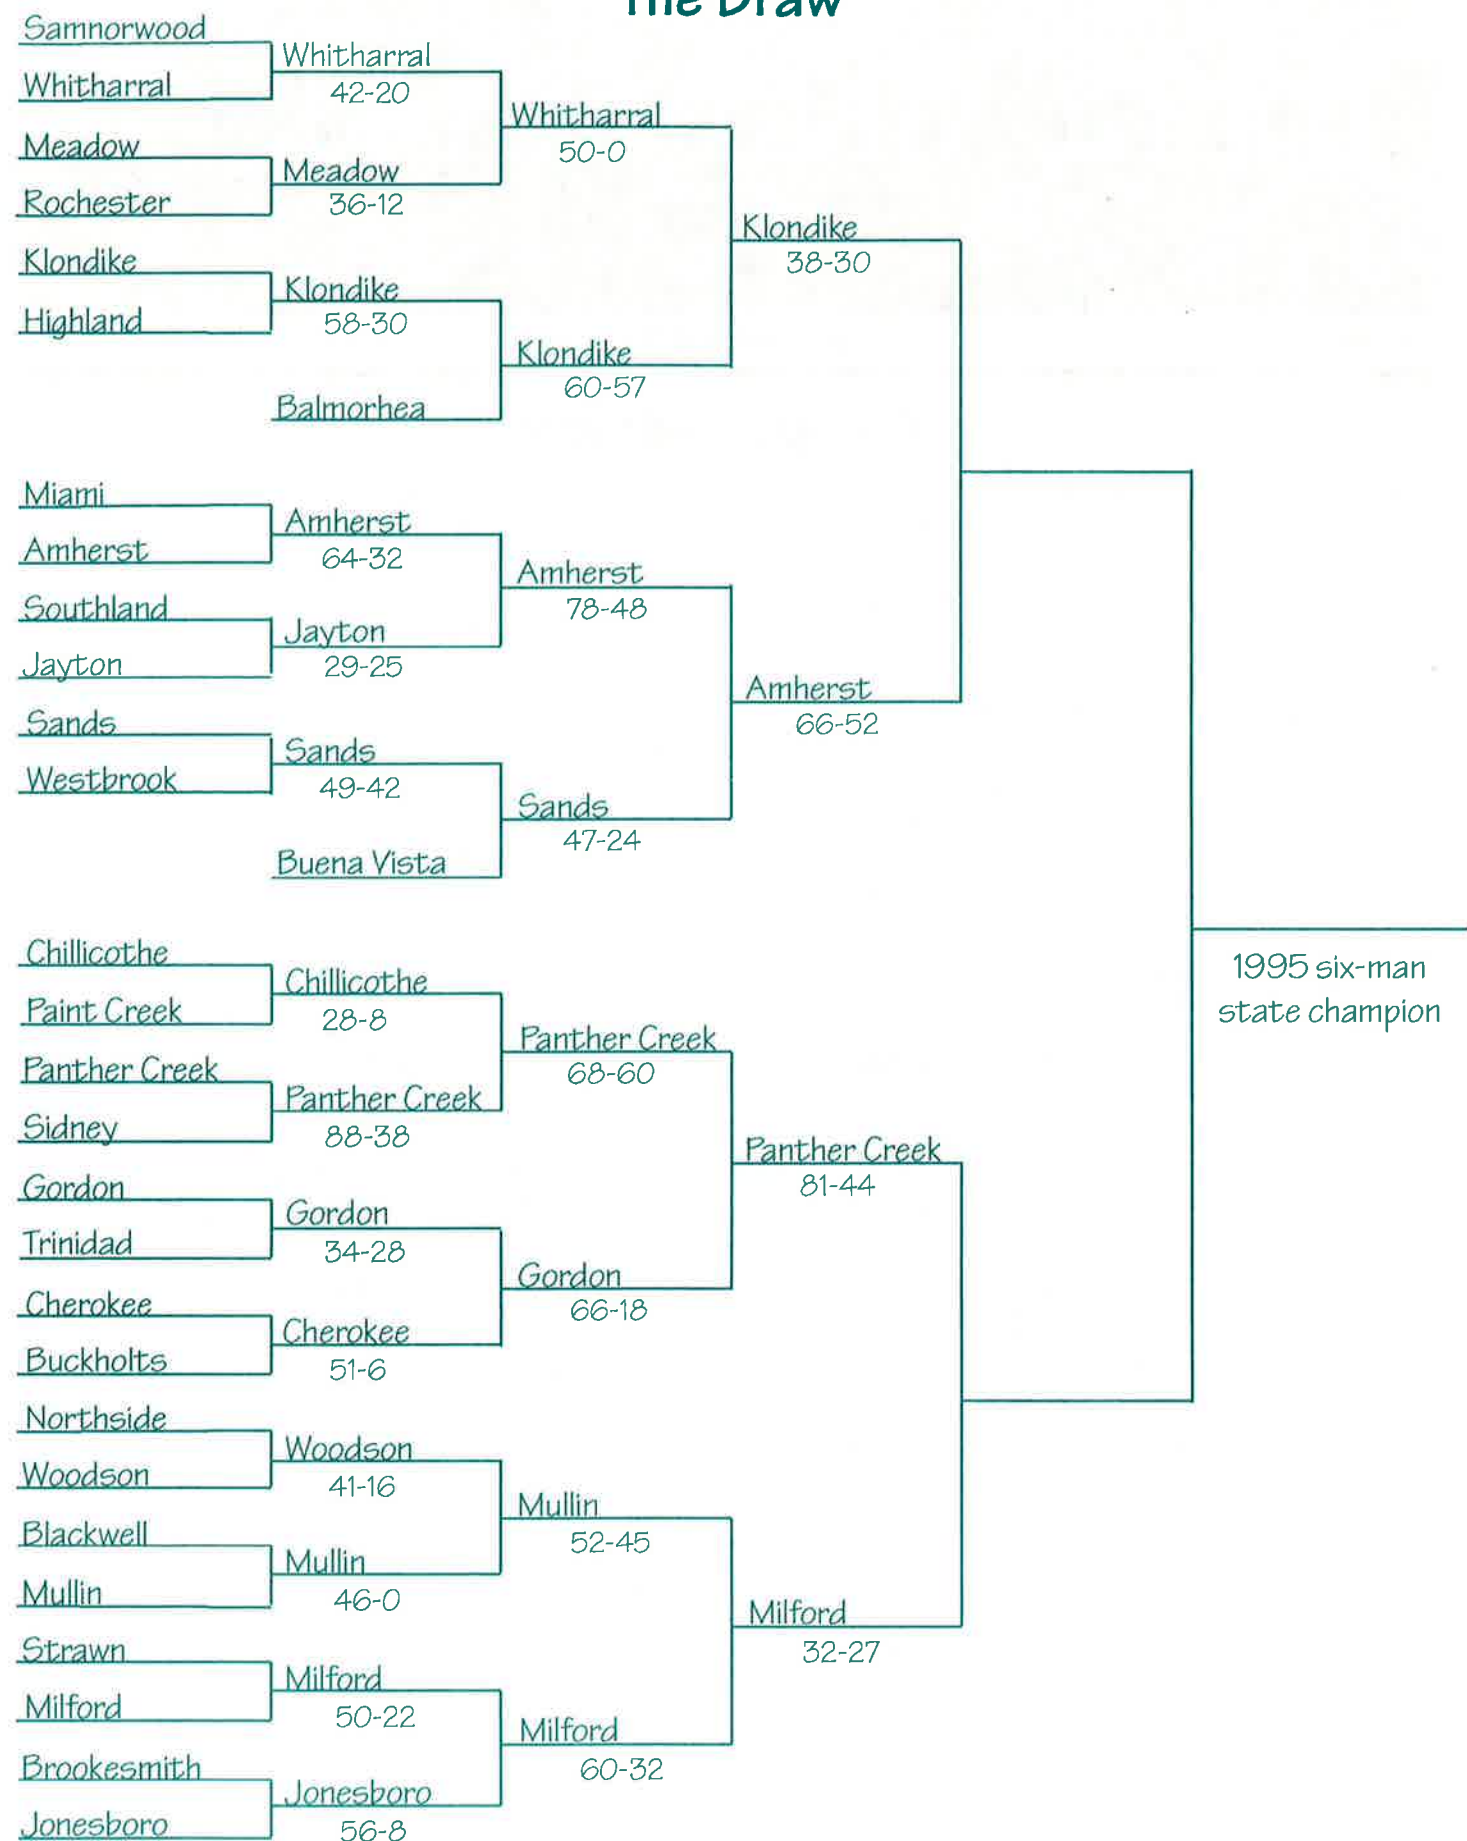 The Draw
Samnorwood
Whitharral
Whitharral
42-20
Meadow
Rochester
Meadow
36-12
Whitharral
50-0
Klondike
Highland
Klondike
58-30
Balmorhea
Klondike
60-57
Klondike
38-30
Miami
Amherst
Amherst
64-32
Southland
Jayton
Jayton
29-25
Amherst
78-48
Sands
Westbrook
Sands
49-42
Buena Vista
Sands
47-24
Amherst
66-52
Chillicothe
Paint Creek
Chillicothe
28-8
Panther Creek
Sidney
Panther Creek
88-38
Panther Creek
68-60
Gordon
Trinidad
Gordon
34-28
Cherokee
Buckholts
Cherokee
51-6
Gordon
66-18
Panther Creek
81-44
Northside
Woodson
Woodson
41-16
Blackwell
Mullin
Mullin
46-0
Mullin
52-45
Strawn
Milford
Milford
50-22
Brookesmith
Jonesboro
Jonesboro
56-8
Milford
60-32
Milford
32-27
1995 six-man
state champion